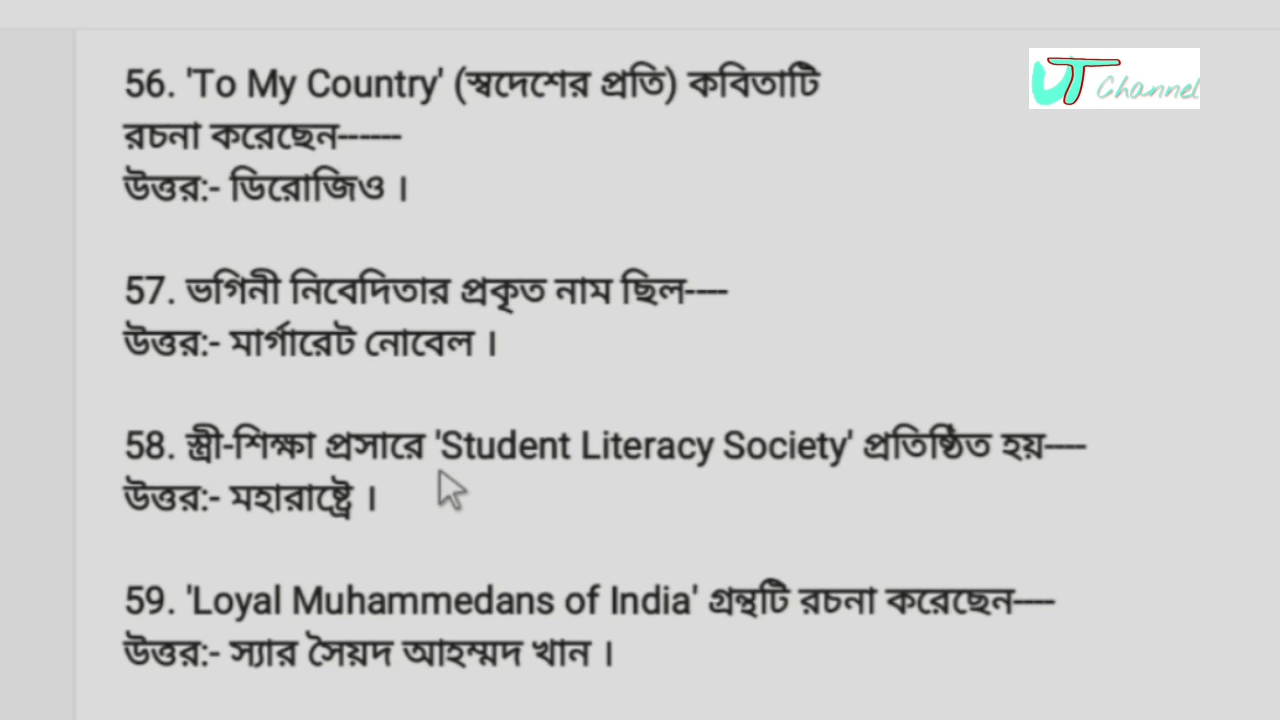 56. 'To My Country' (স্বদেশের প্রতি) কবিতাটি
রচনা করেছেন------
উত্তর:- ডিরোজিও ।
57. ভগিনী নিবেদিতার প্রকৃত নাম ছিল----
উত্তর:- মার্গারেট নোবেল ।
58. স্ত্রী-শিক্ষা প্রসারে 'Student Literacy Society' প্রতিষ্ঠিত হয়----
উত্তর:- মহারাষ্ট্রে ।
59. 'Loyal Muhammedans of India' গ্রন্থটি রচনা করেছেন----
উত্তর:- স্যার সৈয়দ আহম্মদ খান ।
UT Channel